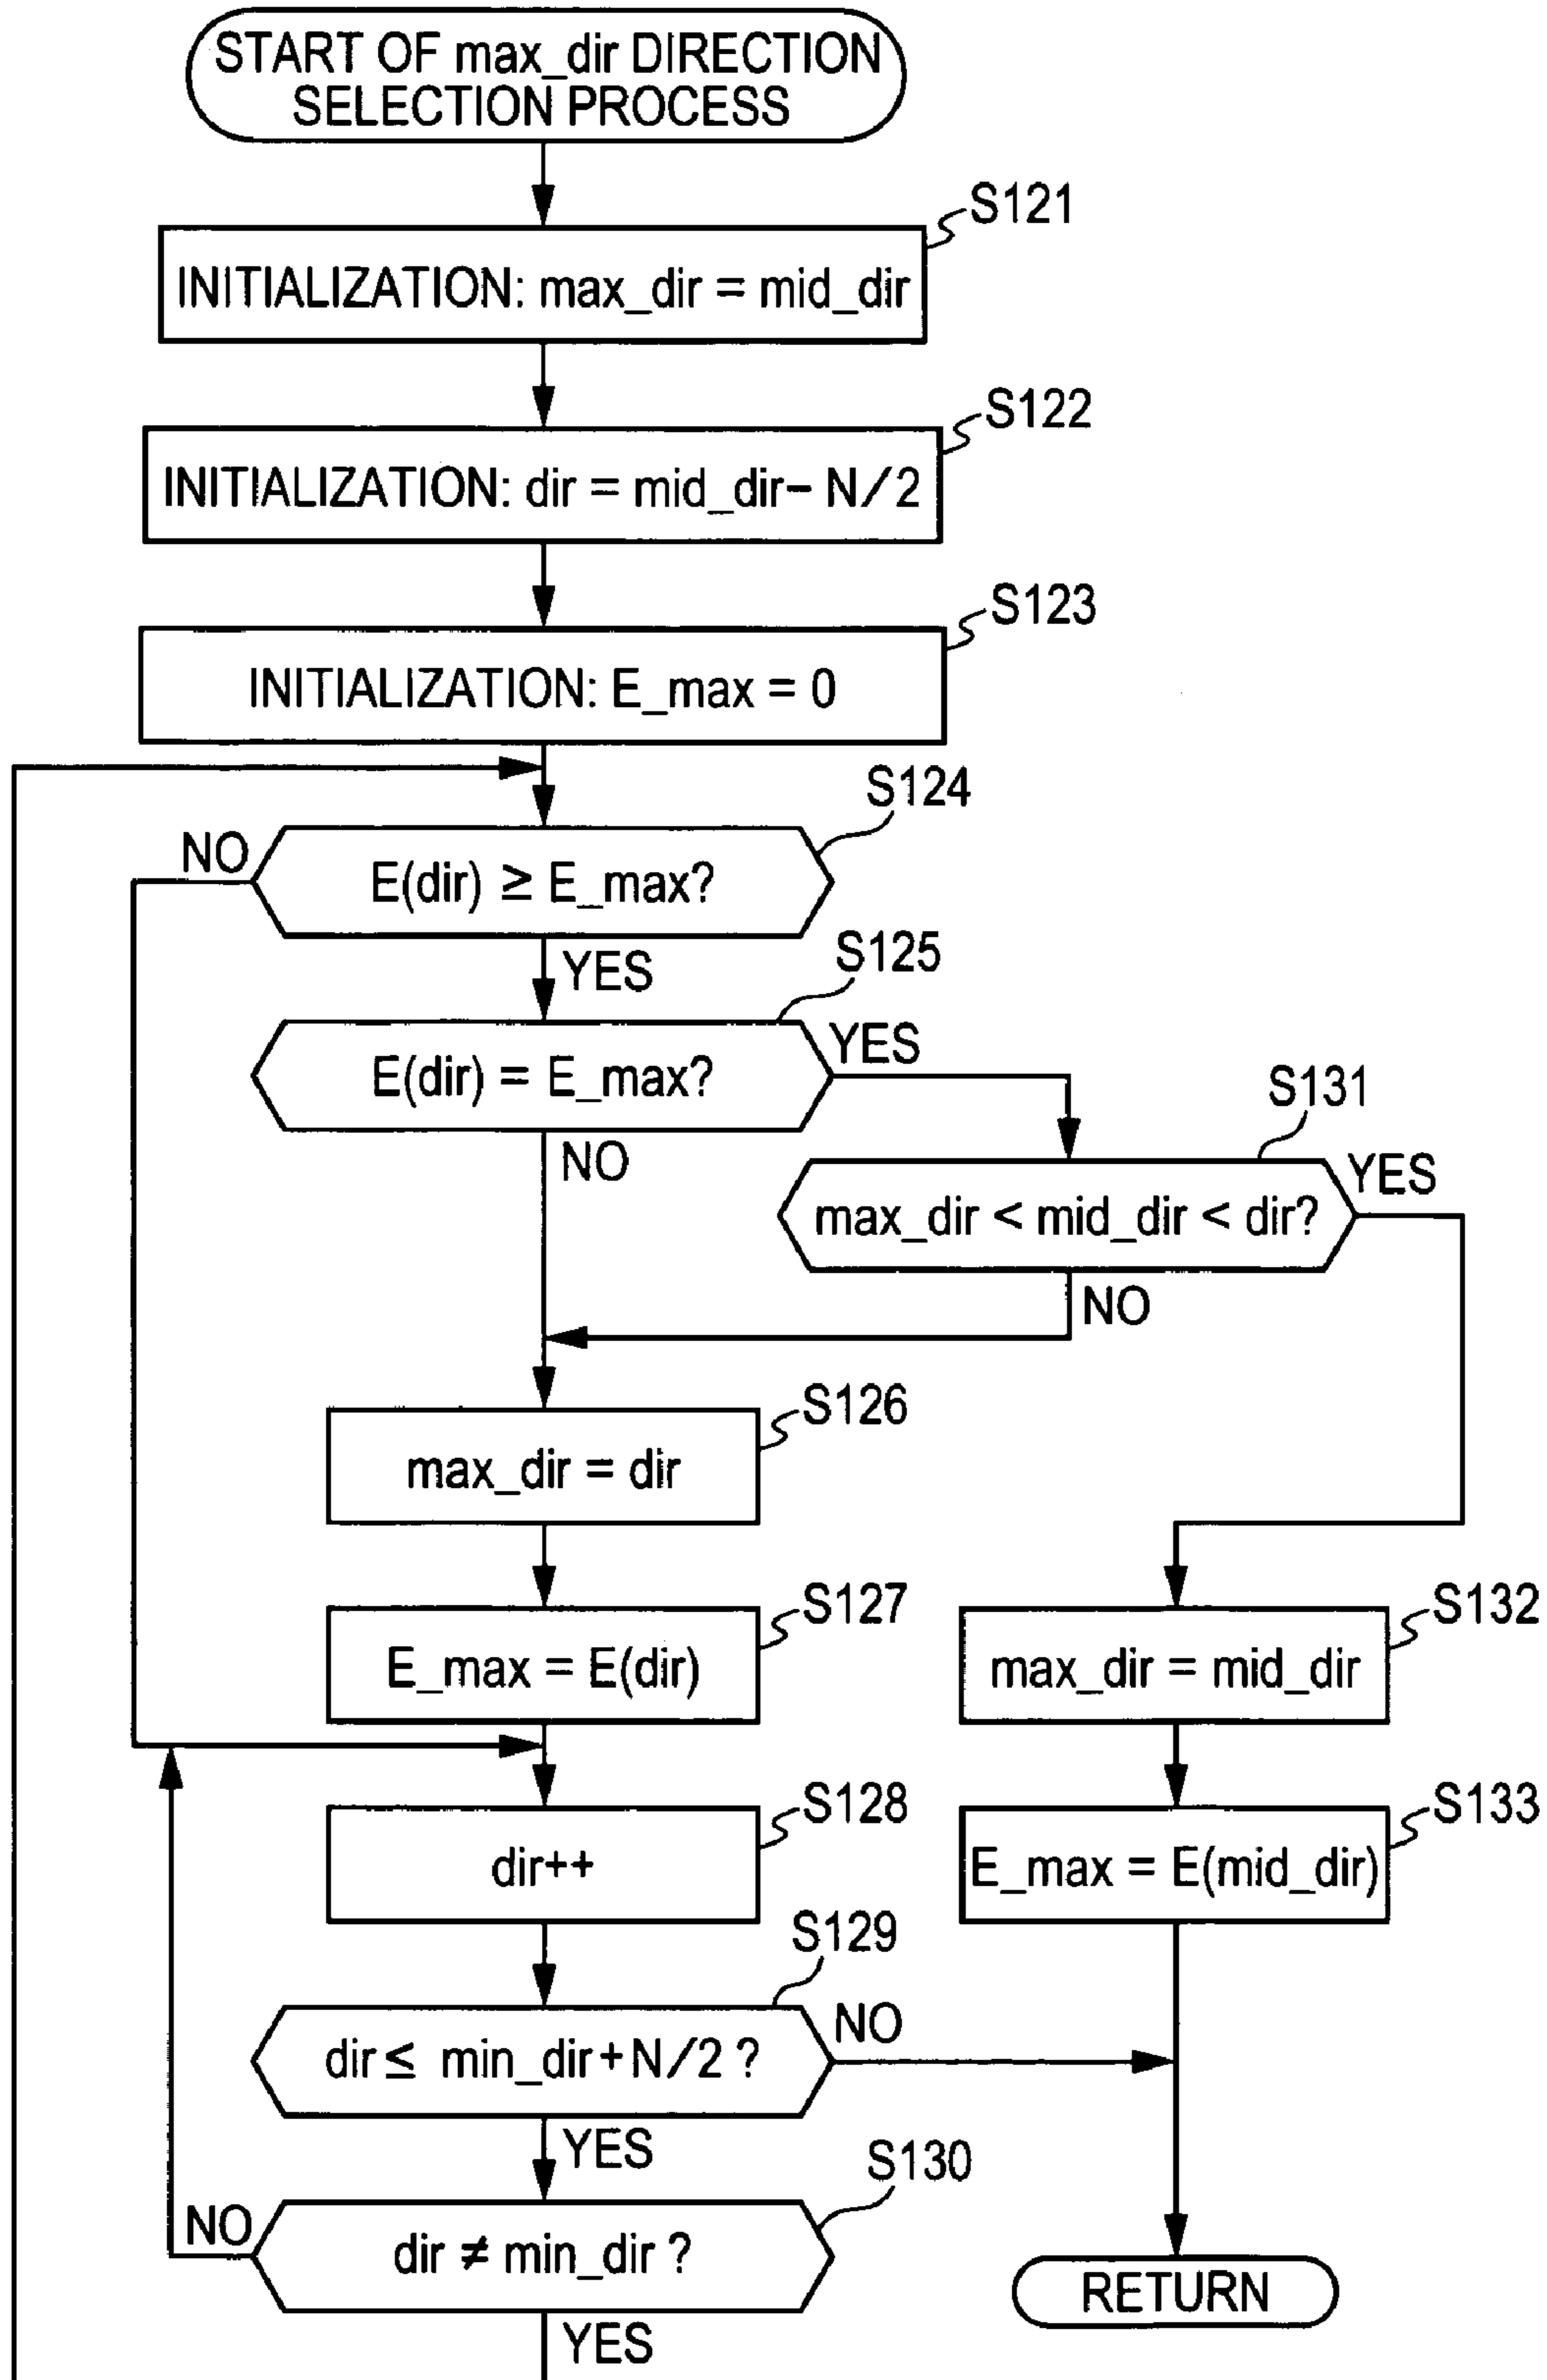 START OF max_dir DIRECTION
SELECTION PROCESS
S121
INITIALIZATION: max_dir = mid_dir
S122
INITIALIZATION: dir = mid_dir- N/2
S123
INITIALIZATION: E_max = 0
S124
NO
E(dir) ≥ E_max?
YES
S125
E(dir) = E_max?
YES
NO
S131
max_dir < mid_dir < dir?
YES
NO
S126
max_dir = dir
S127
E_max = E(dir)
S132
max_dir = mid_dir
S128
dir++
S133
E_max = E(mid_dir)
S129
dir ≤ min_dir + N/2 ?
NO
YES
S130
NO
dir ≠ min_dir ?
YES
RETURN